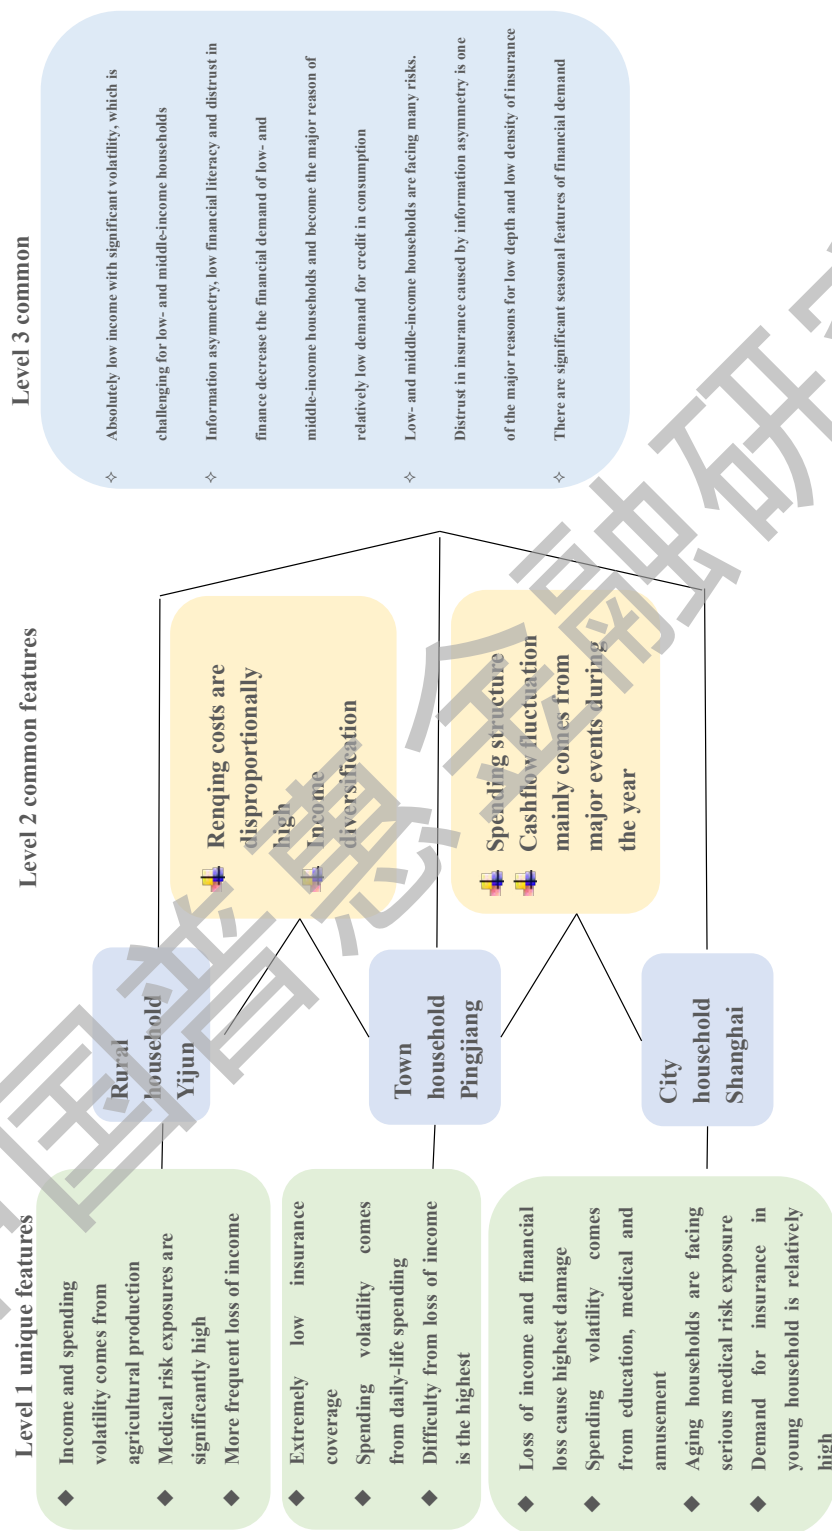 Level 1 unique features
Income and spending
volatility comes from
agricultural production
Medical risk exposures are
significantly high
More frequent loss of income
Extremely low insurance
coverage
Spending volatility comes
from daily-life spending
Difficulty from loss of income
is the highest
Loss of income and financial
loss cause highest damage
Spending volatility comes
from education, medical and
amusement
Aging households are facing
serious medical risk exposure
Demand for insurance in
young household is relatively
high
Rural
household
Yijun
Town
household
Pingjiang
City
household
Shanghai
Level 2 common features
Renqing costs are
disproportionally
high
Income
diversification
Spending structure
Cashflow fluctuation
mainly comes from
major events during
the year
Level 3 common
Absolutely low income with significant volatility, which is
challenging for low- and middle-income households
Information asymmetry, low financial literacy and distrust in
finance decrease the financial demand of low- and
middle-income households and become the major reason of
relatively low demand for credit in consumption
Low- and middle-income households are facing many risks.
Distrust in insurance caused by information asymmetry is one
of the major reasons for low depth and low density of insurance
There are significant seasonal features of financial demand
国普惠金融研